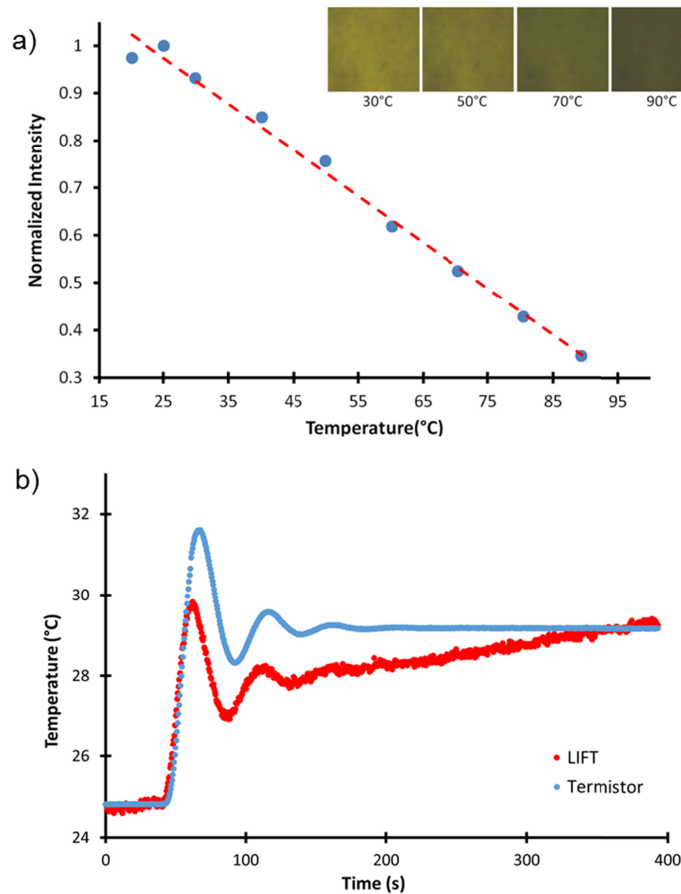 a)
30°C 50°C 70°C 90°C
1
0.9
0.8
0.7
0.6
0.5
0.4
0.3
Normalized Intensity
15 25 35 45 55 65 75 85 95
Temperature(°C)
b)
32
30
28
26
24
Temperature (°C)
LIFT
Termistor
0 100 200 300 400
Time (s)